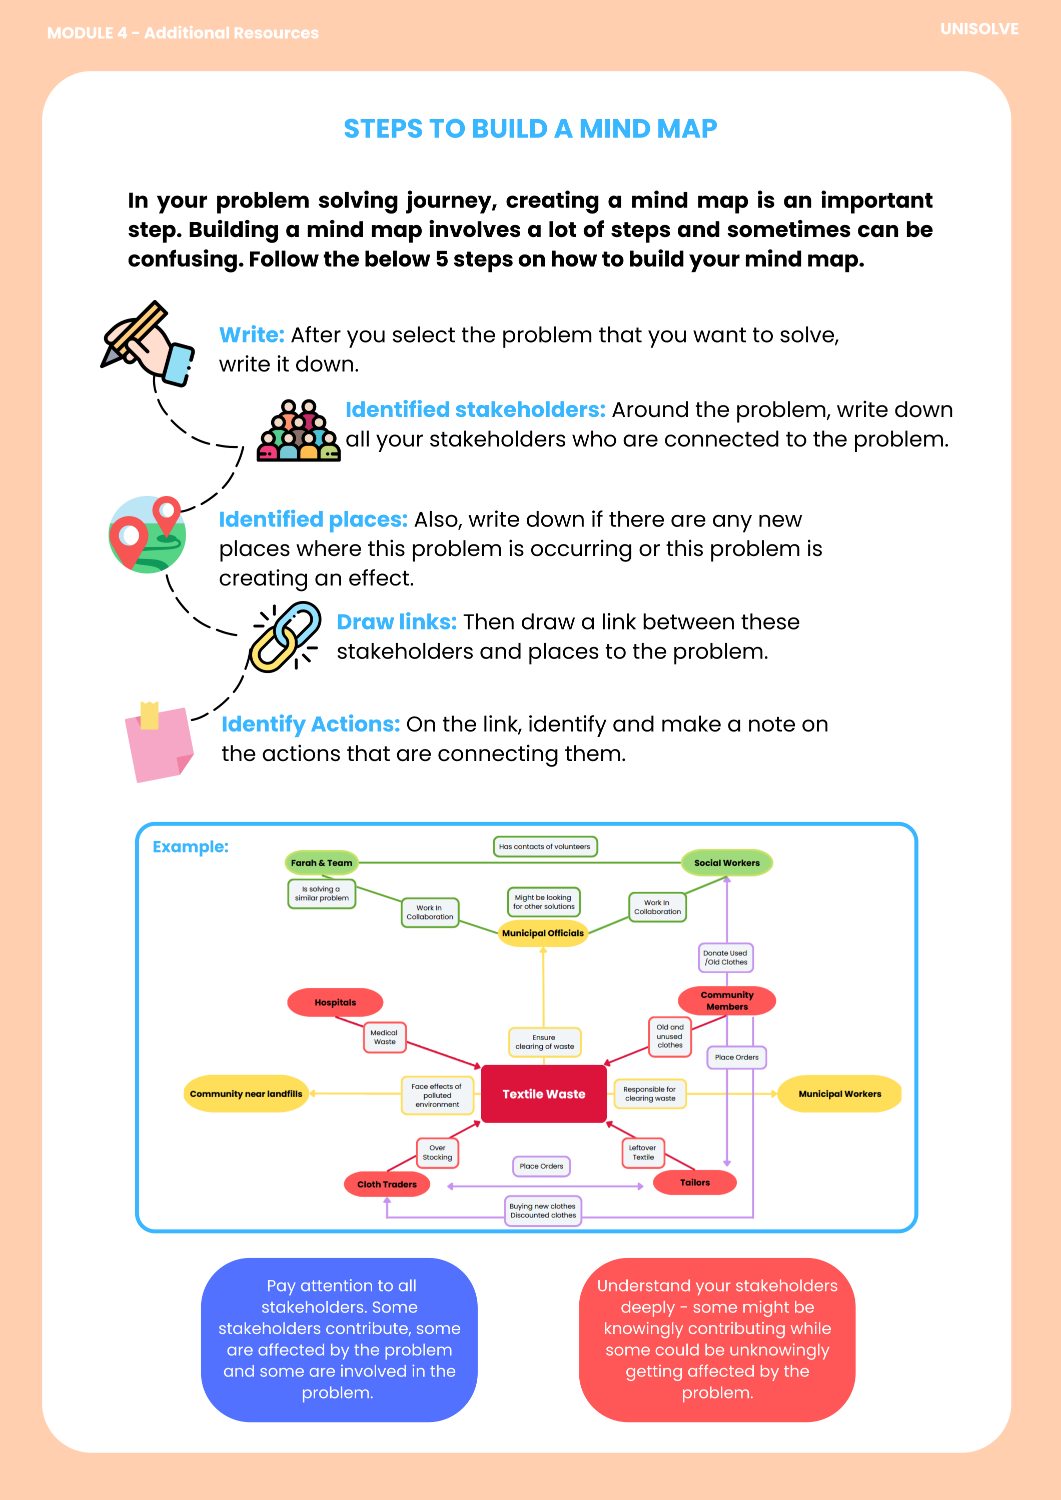 MODULE 4 - Additional Resources
UNISOLVE
STEPS TO BUILD A MIND MAP
In your problem solving journey, creating a mind map is an important
step. Building a mind map involves a lot of steps and sometimes can be
confusing. Follow the below 5 steps on how to build your mind map.
Write: After you select the problem that you want to solve,
write it down.
Identified stakeholders: Around the problem, write down
all your stakeholders who are connected to the problem.
Identified places: Also, write down if there are any new
places where this problem is occurring or this problem is
creating an effect.
Draw links: Then draw a link between these
stakeholders and places to the problem.
Identify Actions: On the link, identify and make a note on
the actions that are connecting them.
Example:
Has contacts of volunteers
Farah & Team
Social Workers
Is solving a
similar problem
Might be looking
for other solutions
Work In
Collaboration
Work In
Collaboration
Municipal Officials
Donate Used
/Old Clothes
Hospitals
Community
Members
Medical
Waste
Ensure
clearing of waste
Old and
unused
clothes
Place Orders
Community near landfills
Face effects of
polluted
environment
Textile Waste
Responsible for
clearing waste
Municipal Workers
Over
Stocking
Leftover
Textile
Place Orders
Cloth Traders
Tailors
Buying new clothes
Discounted clothes
Pay attention to all
stakeholders. Some
stakeholders contribute, some
are affected by the problem
and some are involved in the
problem.
Understand your stakeholders
deeply - some might be
knowingly contributing while
some could be unknowingly
getting affected by the
problem.